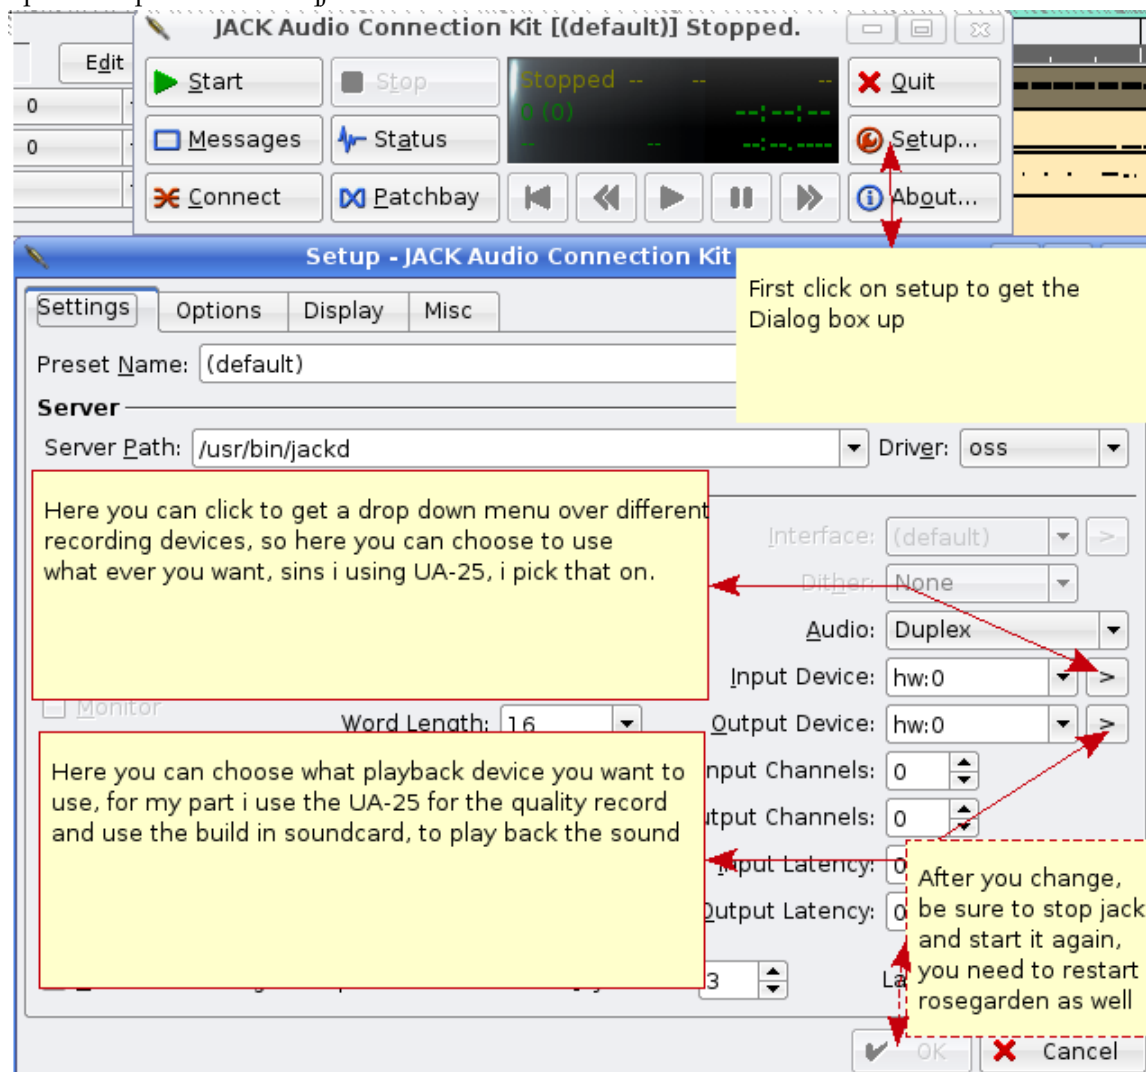 JACK Audio Connection Kit [(default)] Stopped.
Edit
Start
Stop
Stopped -- -- --
Quit
0
0 (0) --:--:--
0
Messages
Status
-- -- --:--.----
Setup...
Connect
Patchbay
About...
Setup - JACK Audio Connection Kit
First click on setup to get the
Dialog box up
Settings
Options
Display
Misc
Preset Name: (default)
Server
Server Path: /usr/bin/jackd
Driver: oss
Here you can click to get a drop down menu over different
recording devices, so here you can choose to use
what ever you want, sins i using UA-25, i pick that on.
Interface: (default) >
Dither: None
Audio: Duplex
Input Device: hw:0 >
Monitor
Word Length: 16
Output Device: hw:0 >
Here you can choose what playback device you want to
use, for my part i use the UA-25 for the quality record
and use the build in soundcard, to play back the sound
nput Channels: 0
utput Channels: 0
Input Latency: 0
Output Latency: 0
After you change,
be sure to stop jack
and start it again,
you need to restart
rosegarden as well
3
La
OK
Cancel